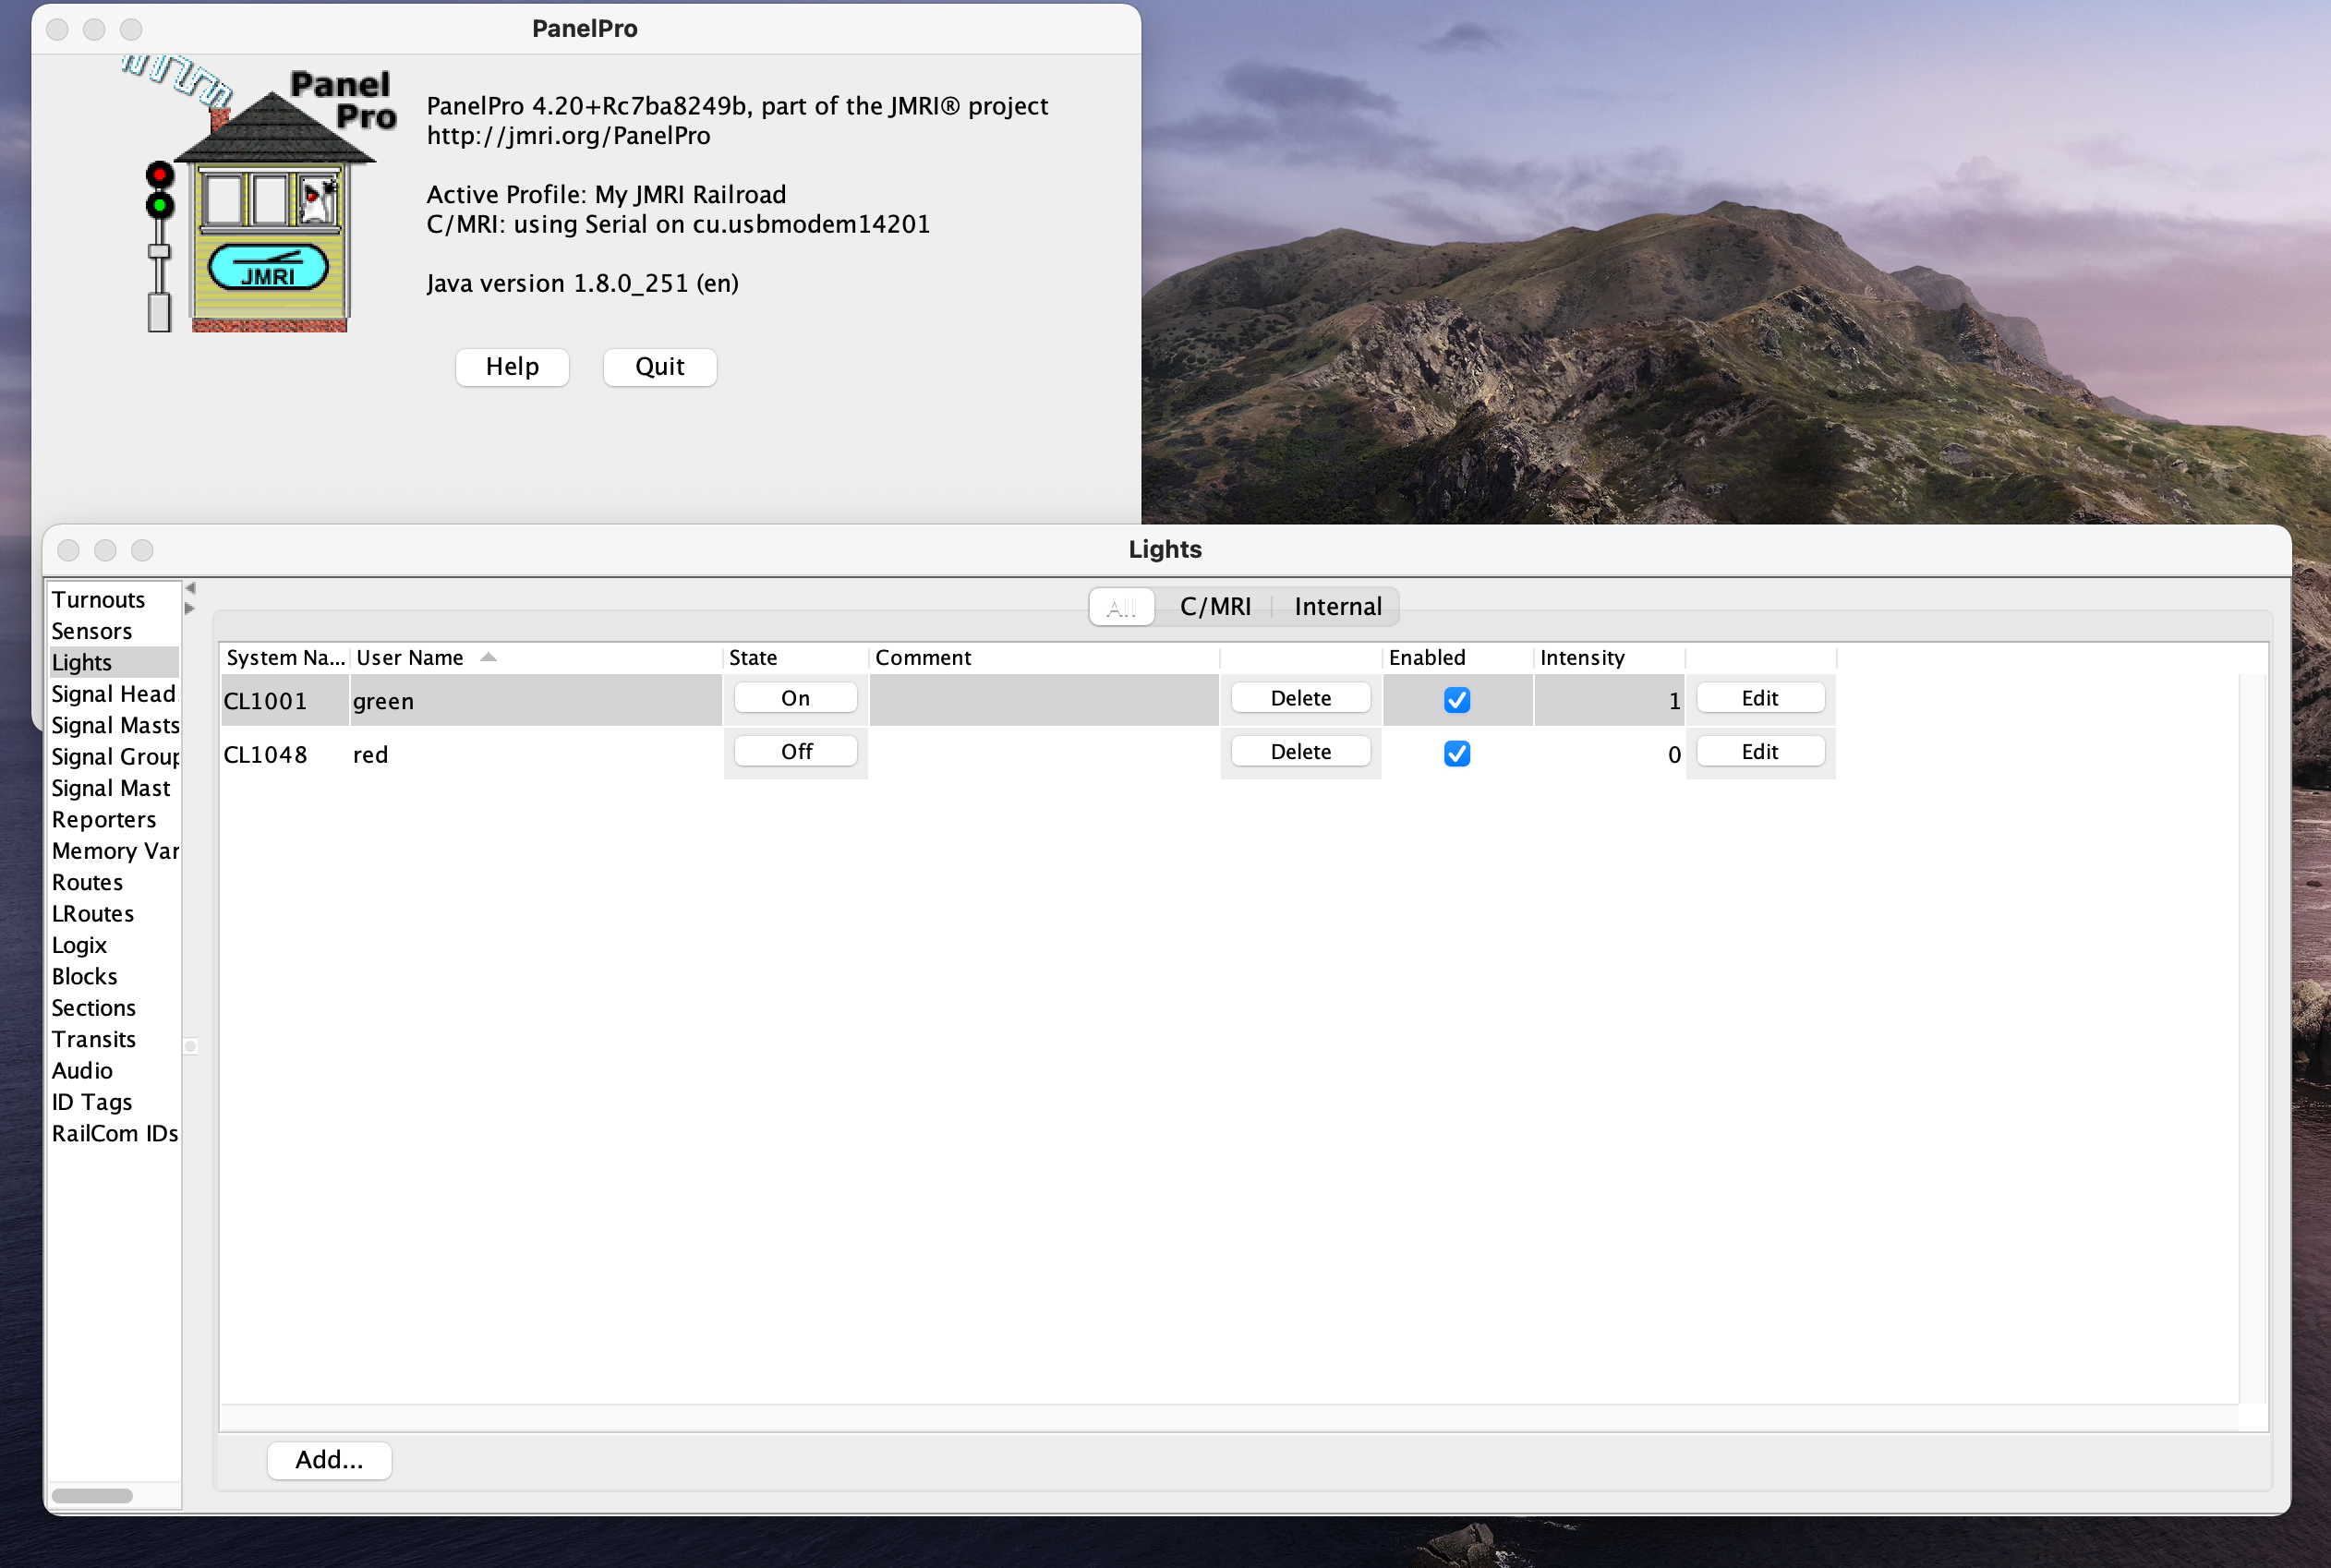 PanelPro
Panel
Pro
PanelPro 4.20+Rc7ba8249b, part of the JMRI® project
http://jmri.org/PanelPro
Active Profile: My JMRI Railroad
C/MRI: using Serial on cu.usbmodem14201
JMRI
Java version 1.8.0_251 (en)
Help Quit
Lights
All C/MRI Internal
Turnouts
Sensors
Lights
Signal Head
Signal Masts
Signal Group
Signal Mast
Reporters
Memory Var
Routes
LRoutes
Logix
Blocks
Sections
Transits
Audio
ID Tags
RailCom IDs
System Na... User Name State Comment Enabled Intensity
CL1001 green On Delete 1 Edit
CL1048 red Off Delete 0 Edit
Add...